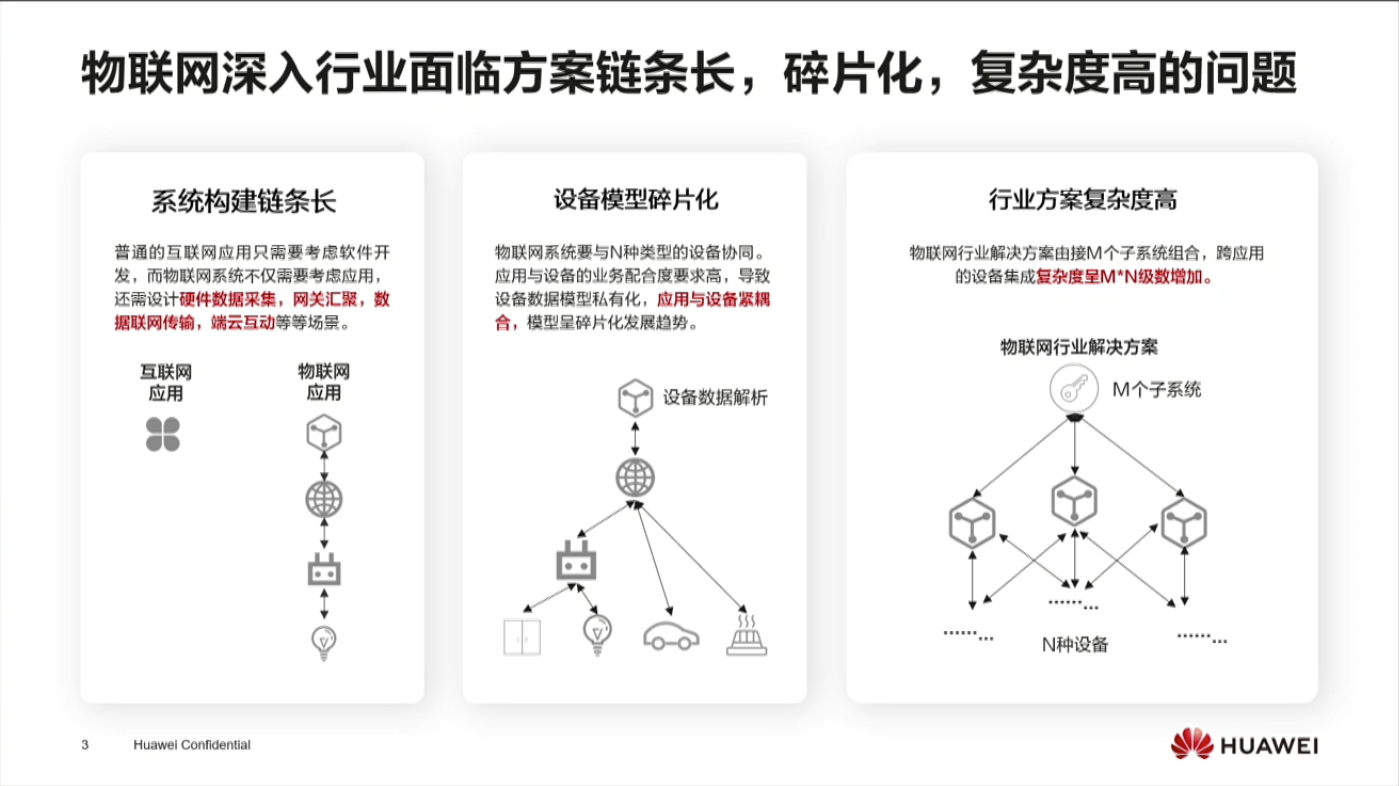 物联网深入行业面临方案链条长，碎片化，复杂度高的问题
系统构建链条长
普通的互联网应用只需要考虑软件开
发，而物联网系统不仅需要考虑应用，
还需设计硬件数据采集，网关汇聚，数
据联网传输，端云互动等等场景。
互联网
应用
物联网
应用
设备模型碎片化
物联网系统要与N种类型的设备协同。
应用与设备的业务配合度要求高，导致
设备数据模型私有化，应用与设备紧耦
合，模型呈碎片化发展趋势。
设备数据解析
行业方案复杂度高
物联网行业解决方案由接M个子系统组合，跨应用
的设备集成复杂度呈M*N级数增加。
物联网行业解决方案
M个子系统
……...
……...
……...
N种设备
3
Huawei Confidential
HUAWEI